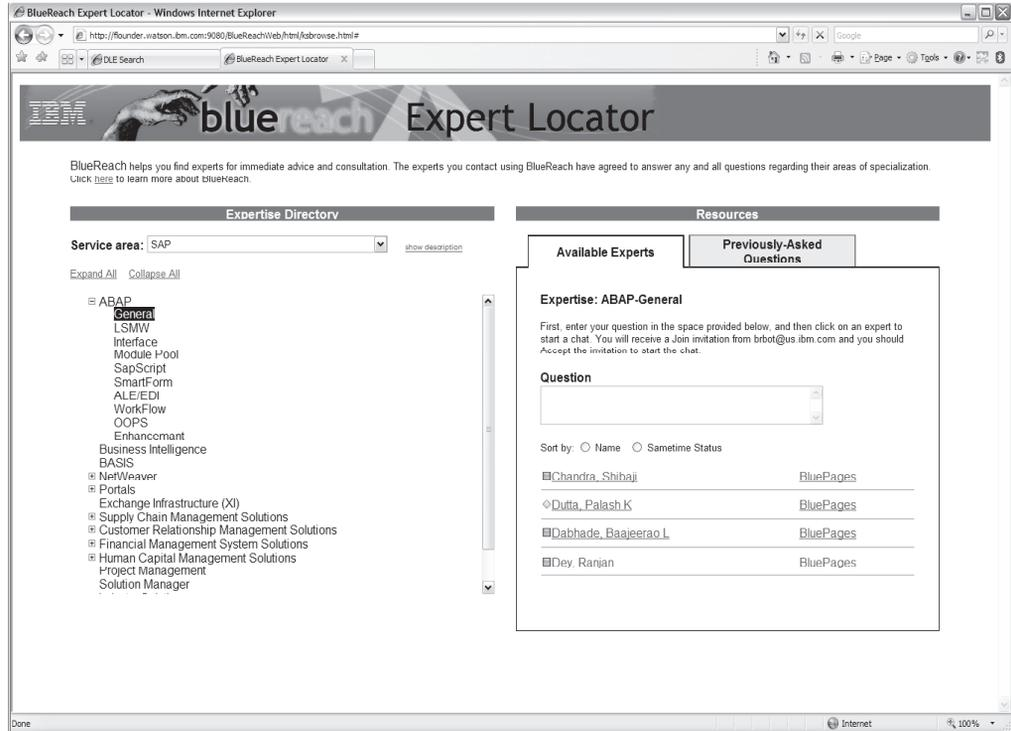 BlueReach Expert Locator - Windows Internet Explorer
http://flounder.watson.ibm.com:9080/BlueReachWeb/html/ksbrowse.html#
Google
DLE Search
BlueReach Expert Locator
Page
Tools
IBM
bluereach Expert Locator
BlueReach helps you find experts for immediate advice and consultation. The experts you contact using BlueReach have agreed to answer any and all questions regarding their areas of specialization.
Click here to learn more about BlueReach.
Expertise Directory
Service area: SAP
show description
Expand All Collapse All
ABAP
General
LSMW
Interface
Module Pool
SapScript
SmartForm
ALE/EDI
WorkFlow
OOPS
Enhancemant
Business Intelligence
BASIS
NetWeaver
Portals
Exchange Infrastructure (XI)
Supply Chain Management Solutions
Customer Relationship Management Solutions
Financial Management System Solutions
Human Capital Management Solutions
Project Management
Solution Manager
Resources
Available Experts
Previously-Asked
Questions
Expertise: ABAP-General
First, enter your question in the space provided below, and then click on an expert to
start a chat. You will receive a Join invitation from brbot@us.ibm.com and you should
Accept the invitation to start the chat.
Question
Sort by: Name Sametime Status
Chandra, Shibaji BluePages
Dutta, Palash K BluePages
Dabhade, Baajeerao L BluePages
Dey, Ranjan BluePages
Done
Internet
100%